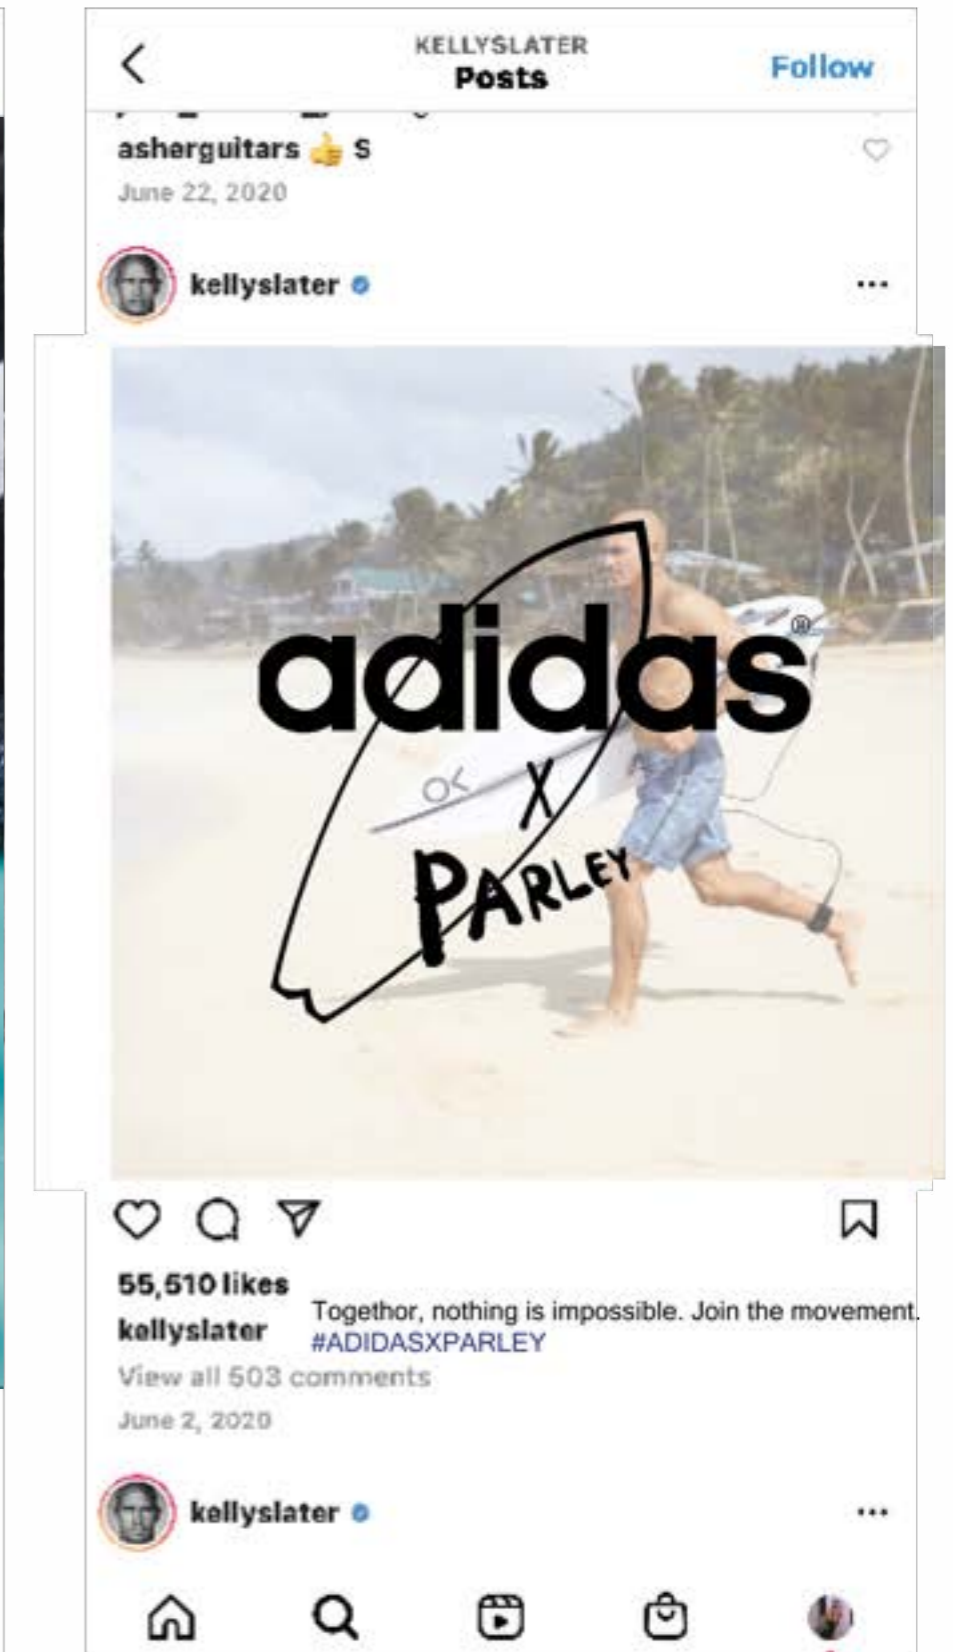 KELLYSLATER
Posts
Follow
asherguitars 👍 S
June 22, 2020
kellyslater
adidas®
OK
X
PARLEY
55,510 likes
kellyslater
Togethor, nothing is impossible. Join the movement.
#ADIDASXPARLEY
View all 503 comments
June 2, 2020
kellyslater